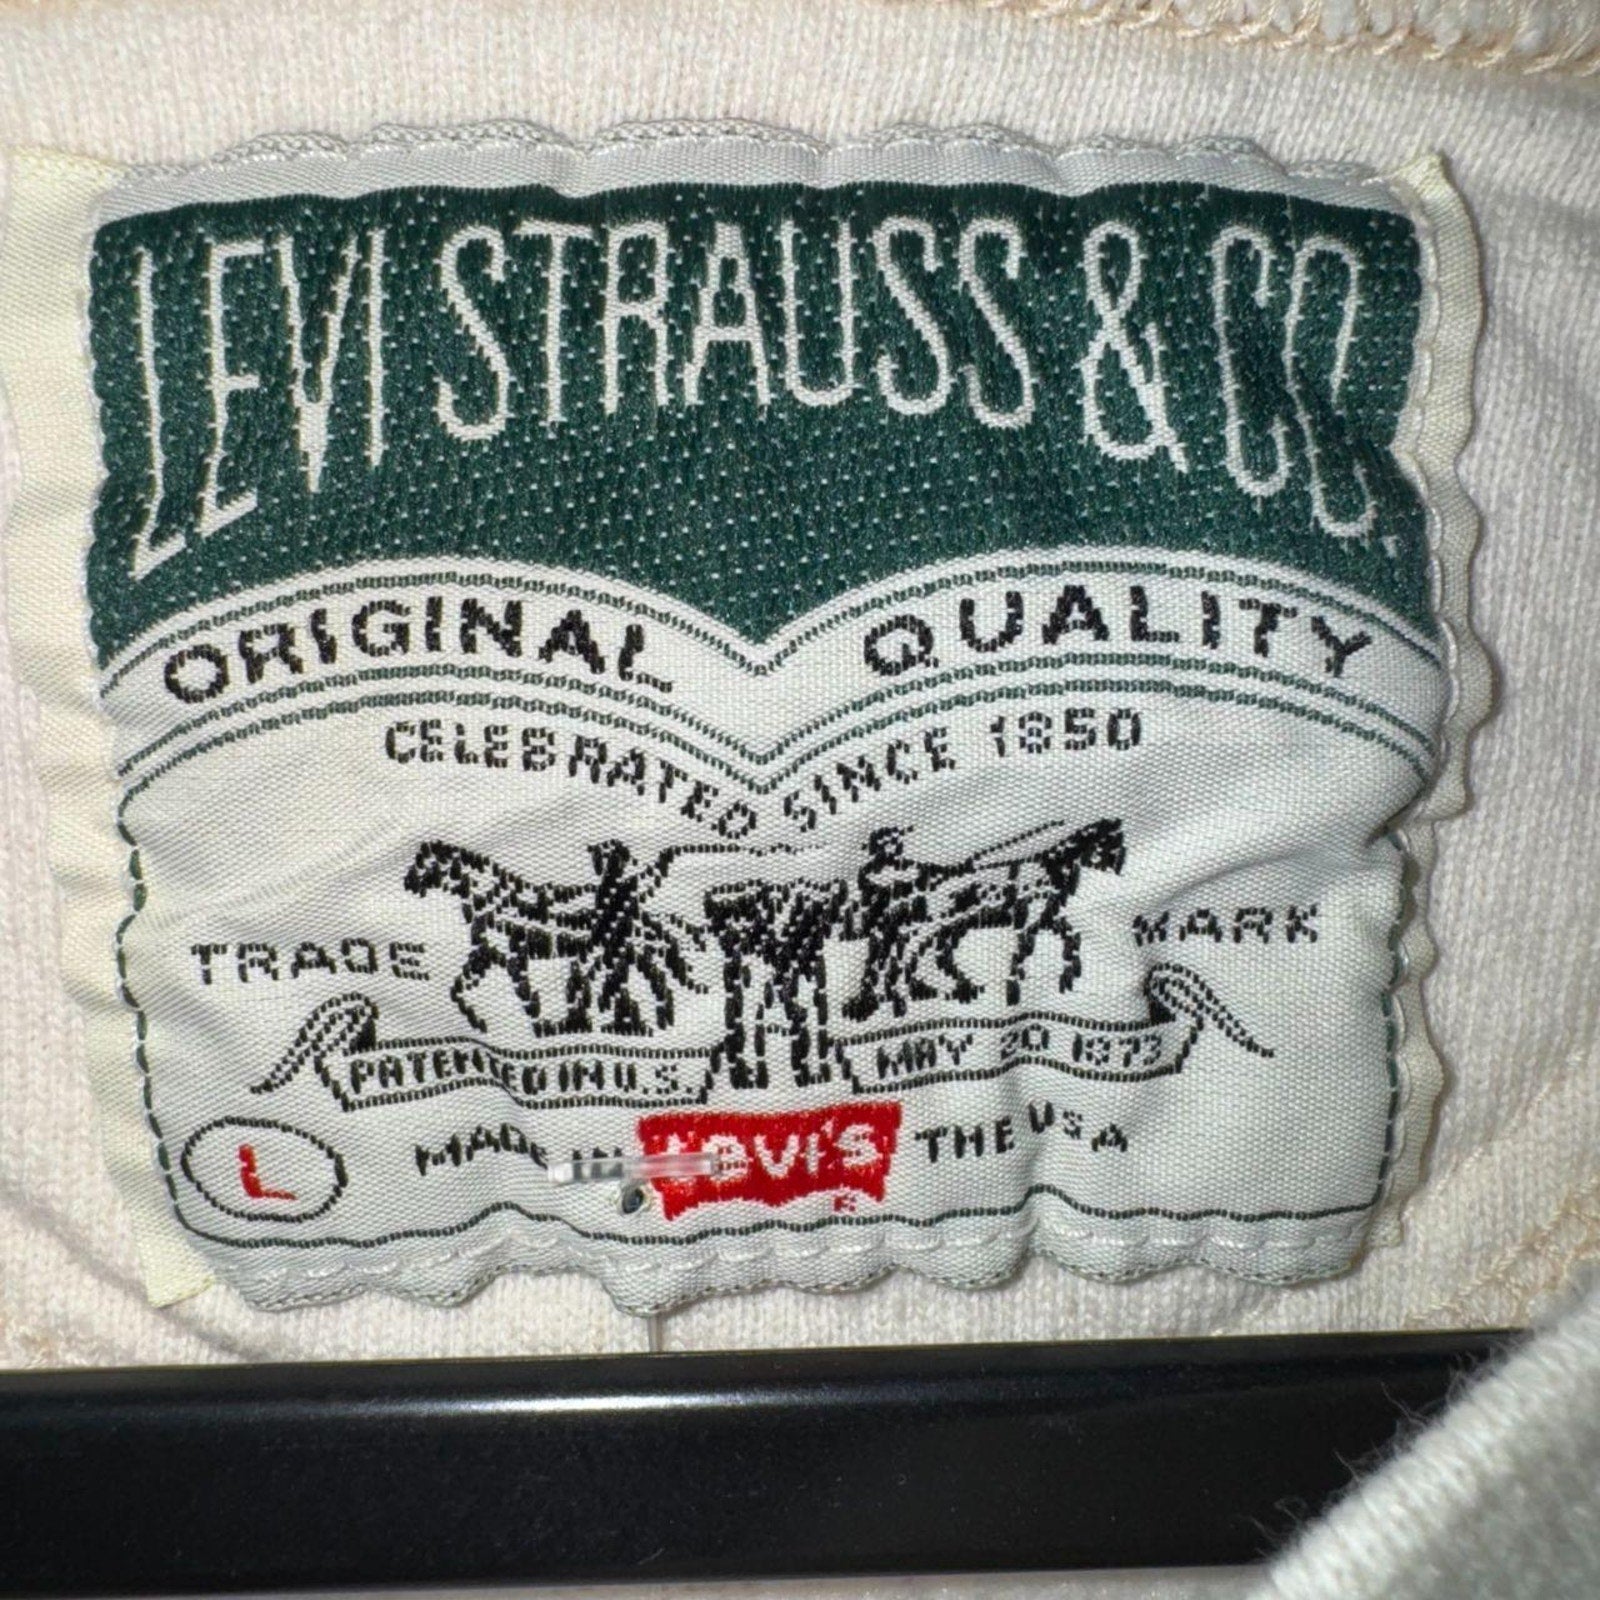 LEVI STRAUSS & CO.
ORIGINAL QUALITY
CELEBRATED SINCE 1850
TRADE MARK
PATENTED IN U.S. MAY 20 1873
L MADE IN Levi's THE USA
R